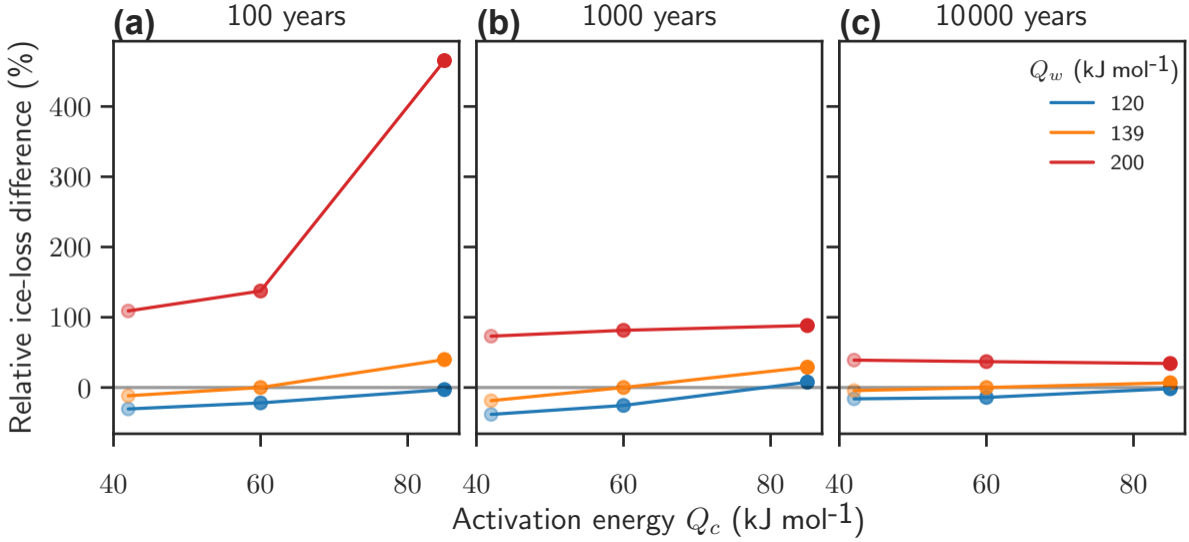 (a) 100 years
(b) 1000 years
(c) 10000 years
Relative ice-loss difference (%)
400
300
200
100
0
Q_w (kJ mol⁻¹)
120
139
200
40 60 80
40 60 80
40 60 80
Activation energy Q_c (kJ mol⁻¹)